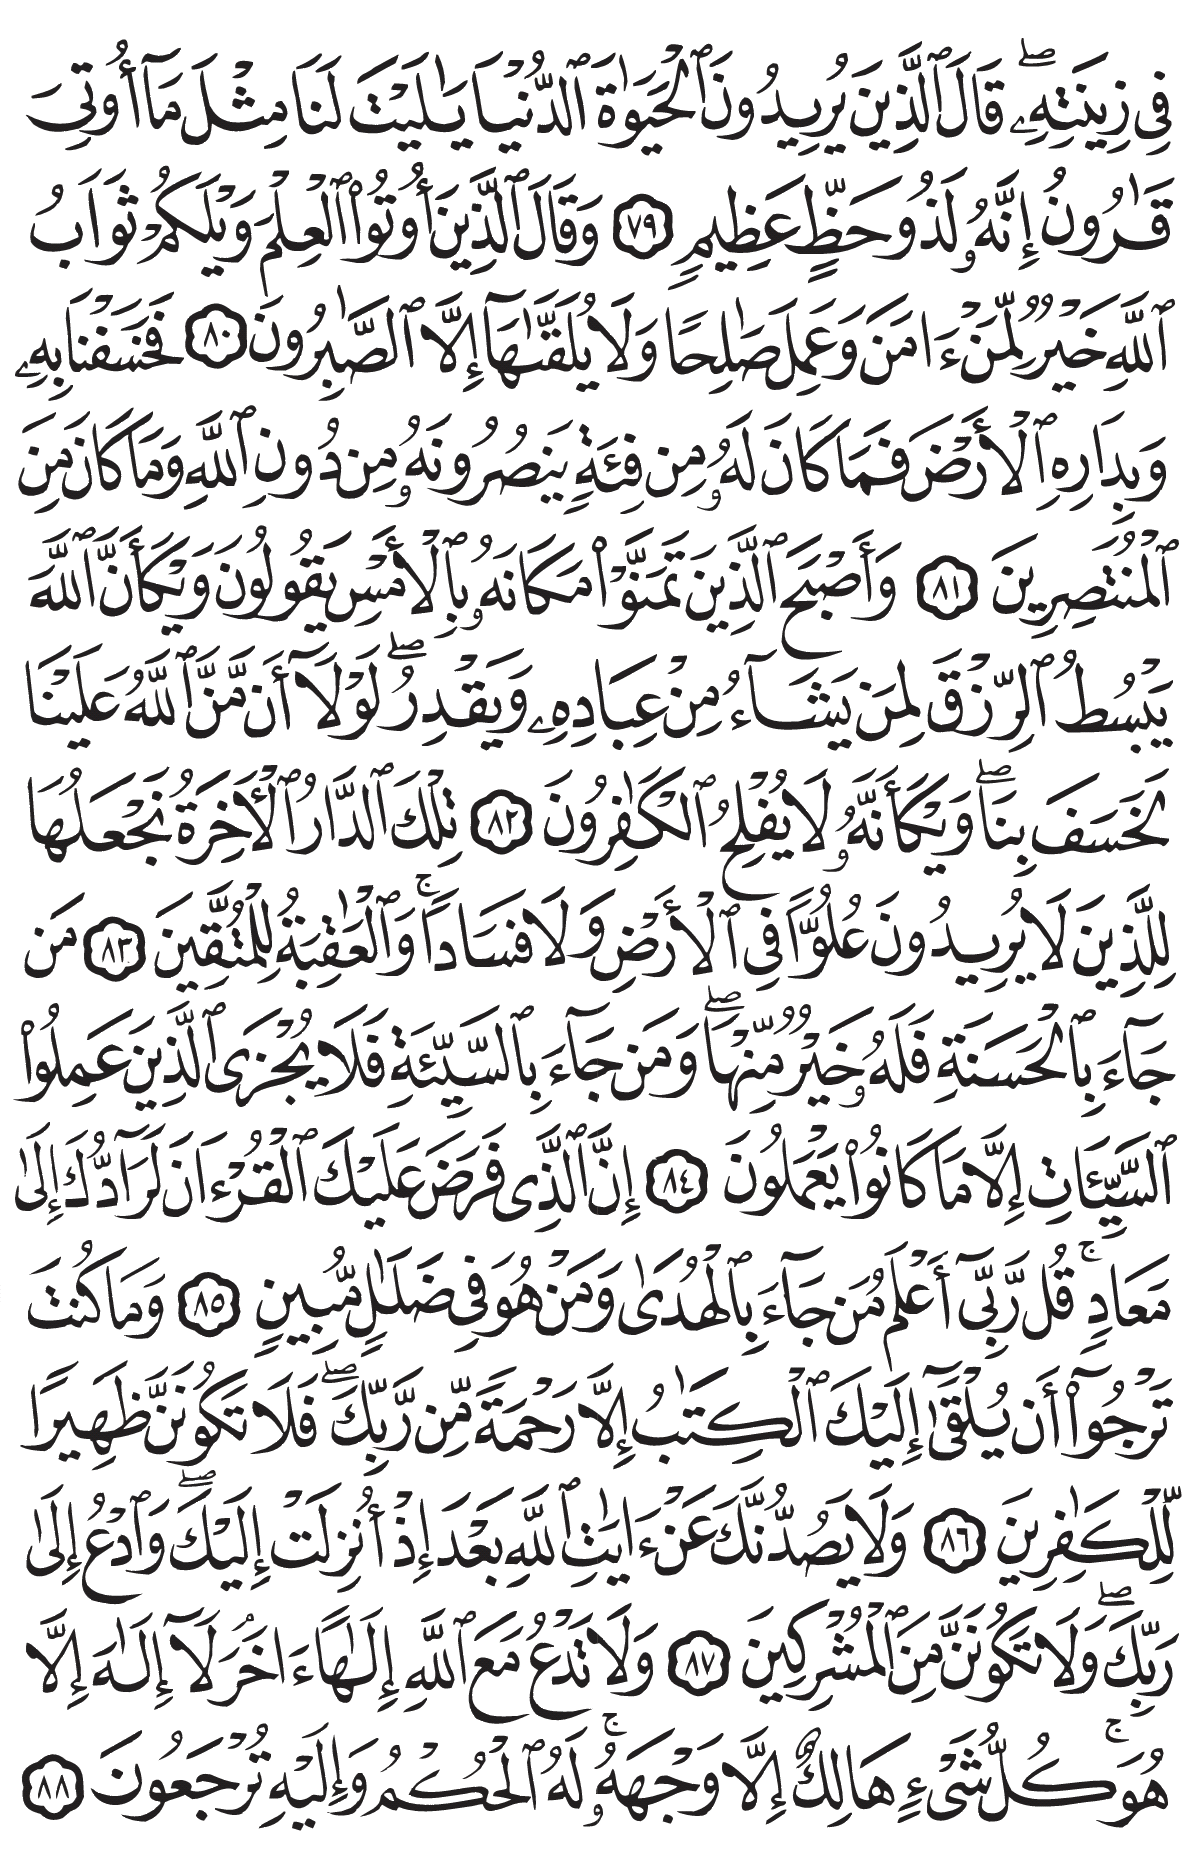 فِى زِينَتِهِۦۖ قَالَ ٱلَّذِينَ يُرِيدُونَ ٱلْحَيَوٰةَ ٱلدُّنْيَا يَـٰلَيْتَ لَنَا مِثْلَ مَآ أُوتِىَ
قَـٰرُونُ إِنَّهُۥ لَذُو حَظٍّ عَظِيمٍ ٧٩ وَقَالَ ٱلَّذِينَ أُوتُوا۟ ٱلْعِلْمَ وَيْلَكُمْ ثَوَابُ
ٱللَّهِ خَيْرٌ لِّمَنْ ءَامَنَ وَعَمِلَ صَـٰلِحًا وَلَا يُلَقَّىٰهَآ إِلَّا ٱلصَّـٰبِرُونَ ٨٠ فَخَسَفْنَا بِهِۦ
وَبِدَارِهِ ٱلْأَرْضَ فَمَا كَانَ لَهُۥ مِن فِئَةٍ يَنصُرُونَهُۥ مِن دُونِ ٱللَّهِ وَمَا كَانَ مِنَ
ٱلْمُنتَصِرِينَ ٨١ وَأَصْبَحَ ٱلَّذِينَ تَمَنَّوْا۟ مَكَانَهُۥ بِٱلْأَمْسِ يَقُولُونَ وَيْكَأَنَّ ٱللَّهَ
يَبْسُطُ ٱلرِّزْقَ لِمَن يَشَآءُ مِنْ عِبَادِهِۦ وَيَقْدِرُۖ لَوْلَآ أَن مَّنَّ ٱللَّهُ عَلَيْنَا
لَخَسَفَ بِنَاۖ وَيْكَأَنَّهُۥ لَا يُفْلِحُ ٱلْكَـٰفِرُونَ ٨٢ تِلْكَ ٱلدَّارُ ٱلْـَٔاخِرَةُ نَجْعَلُهَا
لِلَّذِينَ لَا يُرِيدُونَ عُلُوًّا فِى ٱلْأَرْضِ وَلَا فَسَادًاۚ وَٱلْعَـٰقِبَةُ لِلْمُتَّقِينَ ٨٣ مَن
جَآءَ بِٱلْحَسَنَةِ فَلَهُۥ خَيْرٌ مِّنْهَاۖ وَمَن جَآءَ بِٱلسَّيِّئَةِ فَلَا يُجْزَى ٱلَّذِينَ عَمِلُوا۟
ٱلسَّيِّـَٔاتِ إِلَّا مَا كَانُوا۟ يَعْمَلُونَ ٨٤ إِنَّ ٱلَّذِى فَرَضَ عَلَيْكَ ٱلْقُرْءَانَ لَرَآدُّكَ إِلَىٰ
مَعَادٍۚ قُل رَّبِّىٓ أَعْلَمُ مَن جَآءَ بِٱلْهُدَىٰ وَمَنْ هُوَ فِى ضَلَـٰلٍ مُّبِينٍ ٨٥ وَمَا كُنتَ
تَرْجُوٓا۟ أَن يُلْقَىٰٓ إِلَيْكَ ٱلْكِتَـٰبُ إِلَّا رَحْمَةً مِّن رَّبِّكَۖ فَلَا تَكُونَنَّ ظَهِيرًا
لِّلْكَـٰفِرِينَ ٨٦ وَلَا يَصُدُّنَّكَ عَنْ ءَايَـٰتِ ٱللَّهِ بَعْدَ إِذْ أُنزِلَتْ إِلَيْكَۖ وَٱدْعُ إِلَىٰ
رَبِّكَۖ وَلَا تَكُونَنَّ مِنَ ٱلْمُشْرِكِينَ ٨٧ وَلَا تَدْعُ مَعَ ٱللَّهِ إِلَـٰهًا ءَاخَرَ لَآ إِلَـٰهَ إِلَّا
هُوَۚ كُلُّ شَىْءٍ هَالِكٌ إِلَّا وَجْهَهُۥۚ لَهُ ٱلْحُكْمُ وَإِلَيْهِ تُرْجَعُونَ ٨٨